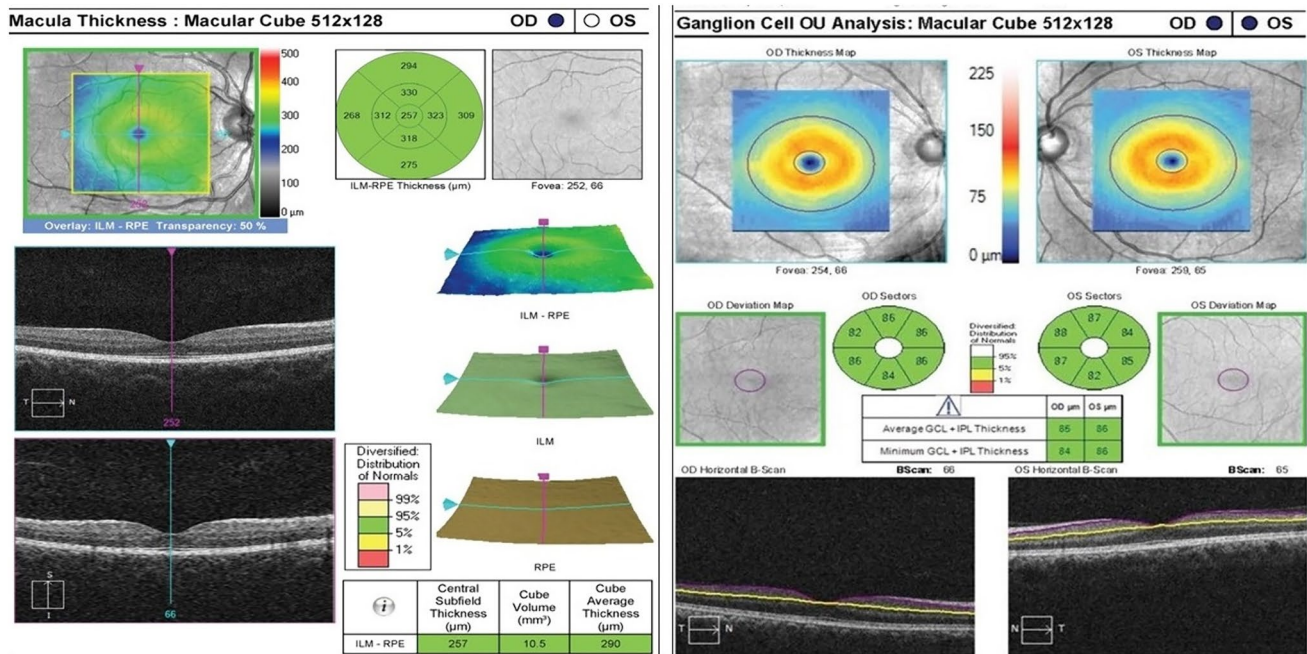 Macula Thickness : Macular Cube 512x128
OD OS
500
400
300
200
100
0 µm
252
Overlay: ILM - RPE Transparency: 50 %
294
330
268 312 257 323 309
318
275
ILM-RPE Thickness (µm)
Fovea: 252, 66
T N
252
S
I
66
ILM - RPE
ILM
RPE
Diversified:
Distribution
of Normals
99%
95%
5%
1%
Central
Subfield
Thickness
(µm)
Cube
Volume
(mm³)
Cube
Average
Thickness
(µm)
ILM - RPE 257 10.5 290
Ganglion Cell OU Analysis: Macular Cube 512x128
OD OS
OD Thickness Map
OS Thickness Map
225
150
75
0 µm
Fovea: 254, 66
Fovea: 259, 65
OD Deviation Map
OD Sectors
OS Sectors
OS Deviation Map
86
82 86
86 86
84
Diversified:
Distribution
of Normals
95%
5%
1%
87
88 84
87 85
82
OD µm OS µm
Average GCL + IPL Thickness 85 86
Minimum GCL + IPL Thickness 84 86
OD Horizontal B-Scan
BScan: 66
OS Horizontal B-Scan
BScan: 65
T N
N T